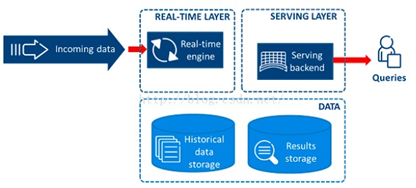 REAL-TIME LAYER
SERVING LAYER
Incoming data
Real-time
engine
Serving
backend
Queries
DATA
Historical
data
storage
Results
storage